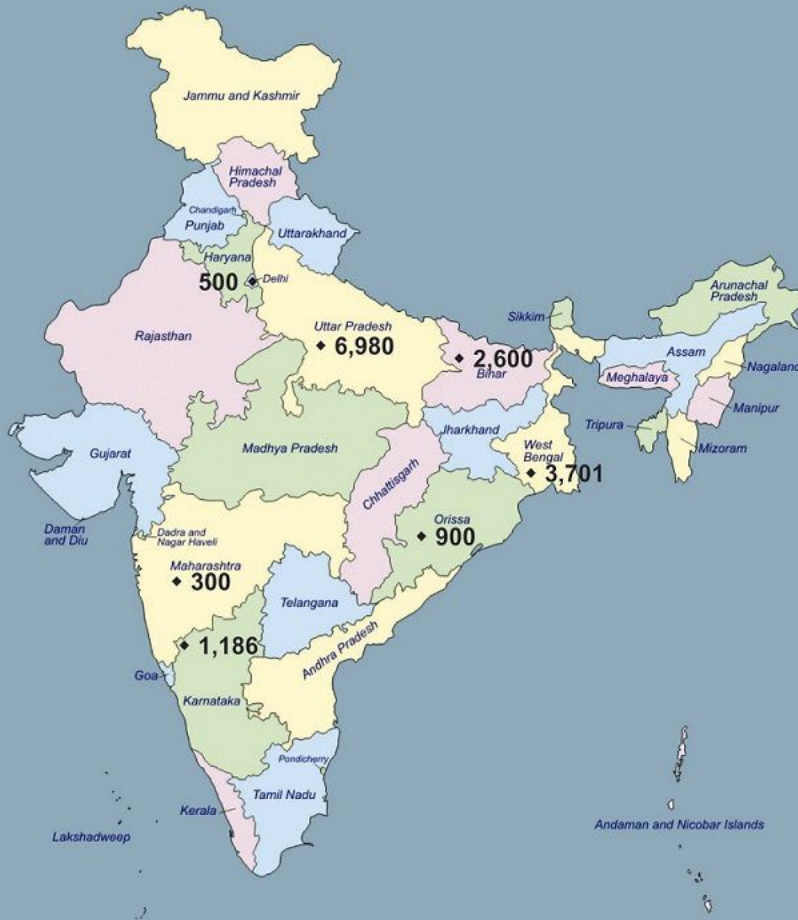 Jammu and Kashmir
Himachal
Pradesh
Chandigarh
Punjab
Uttarakhand
Haryana
500
Delhi
Arunachal
Pradesh
Sikkim
Uttar Pradesh
6,980
Rajasthan
2,600
Bihar
Assam
Nagaland
Meghalaya
Manipur
Tripura
Mizoram
Jharkhand
West
Bengal
3,701
Gujarat
Madhya Pradesh
Chhattisgarh
Orissa
900
Daman
and Diu
Dadra and
Nagar Haveli
Maharashtra
300
Telangana
1,186
Andhra Pradesh
Goa
Karnataka
Pondicherry
Tamil Nadu
Kerala
Lakshadweep
Andaman and Nicobar Islands